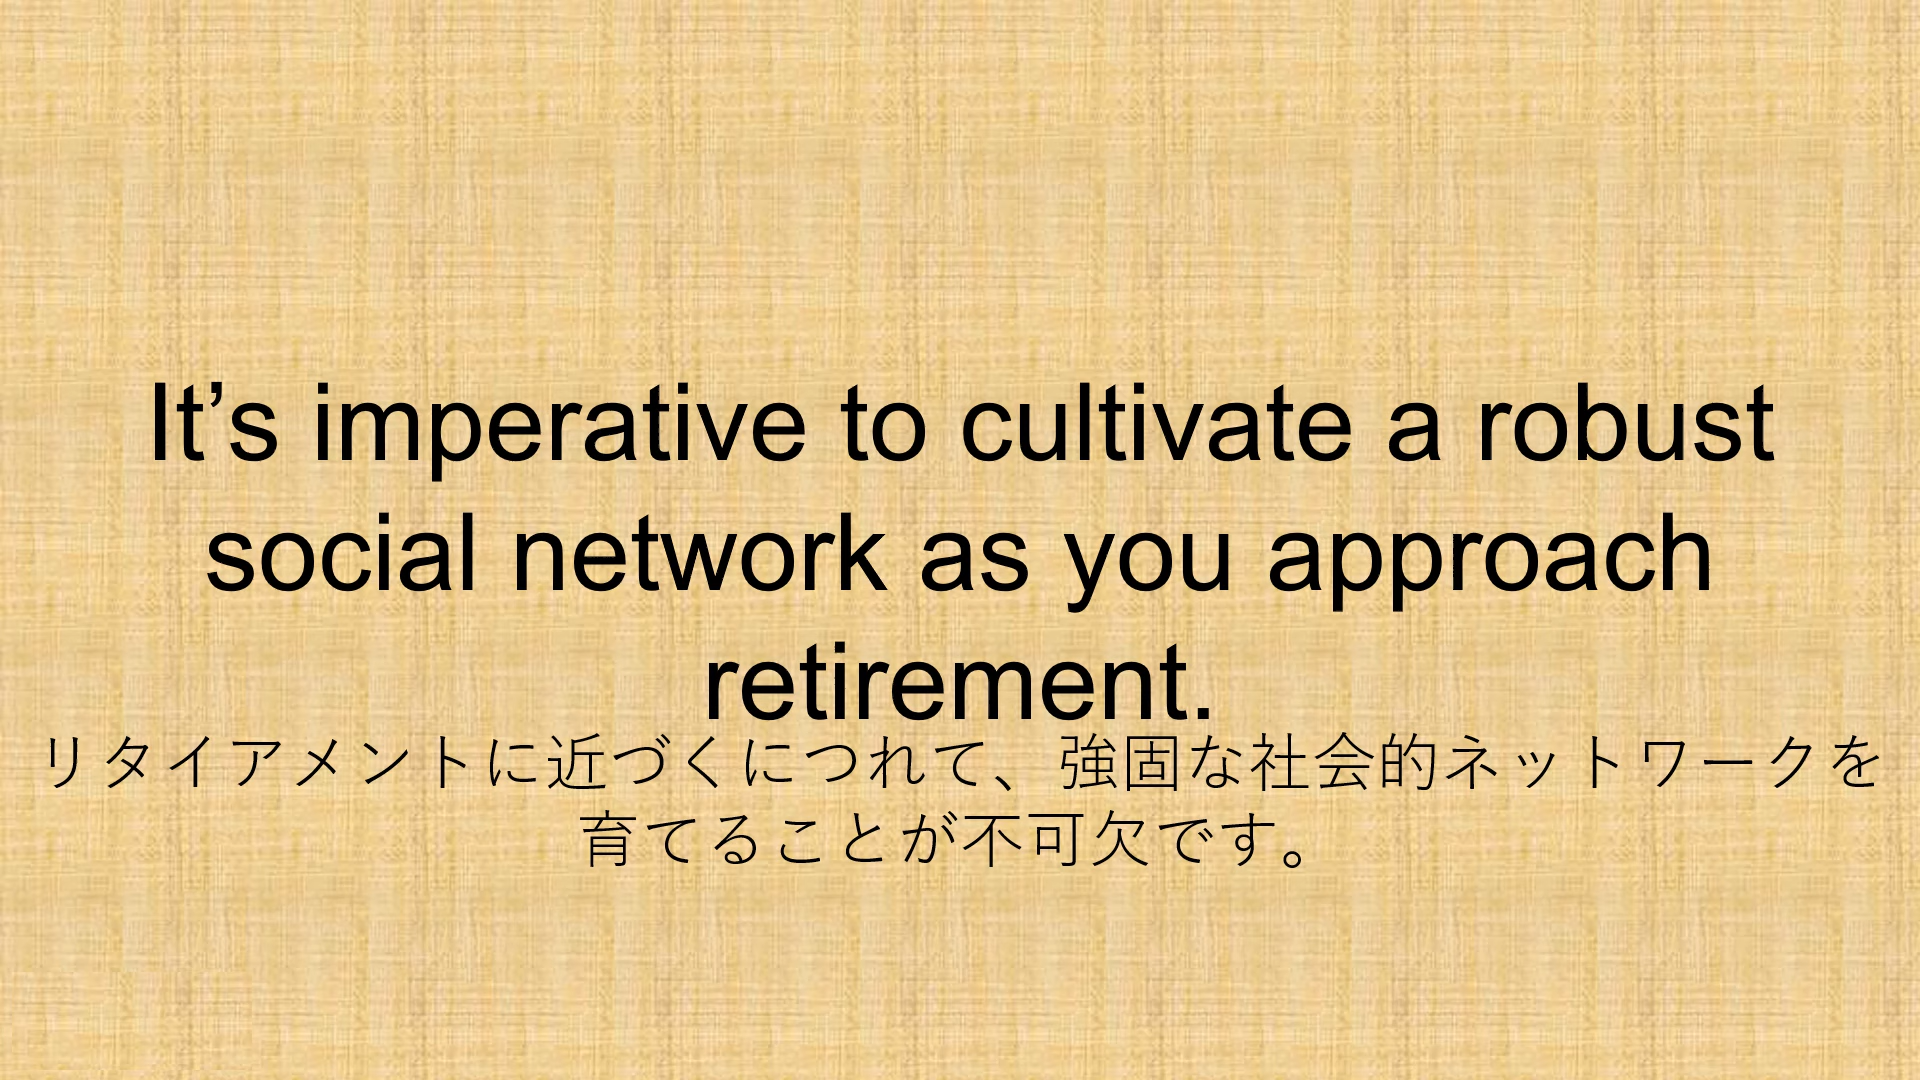 It’s imperative to cultivate a robust
social network as you approach
retirement.
リタイアメントに近づくにつれて、強固な社会的ネットワークを
育てることが不可欠です。